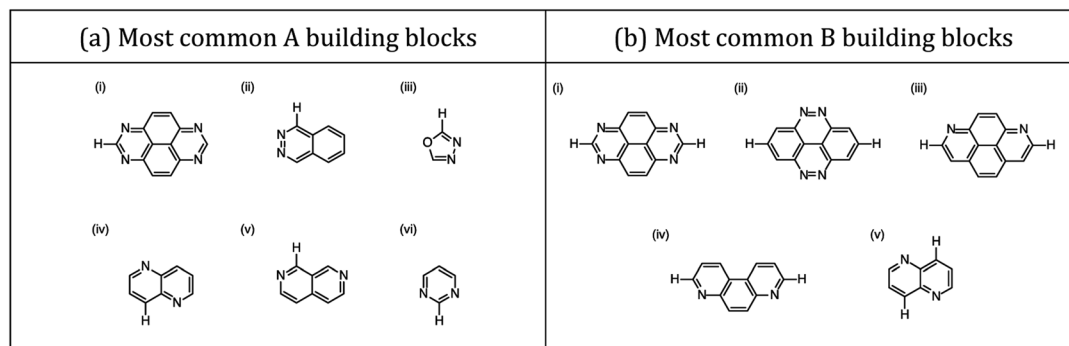 (a) Most common A building blocks
(b) Most common B building blocks
(i)
(ii)
(iii)
H
N
N
N
N
H
N
N
H
O
N
N
(iv)
(v)
(vi)
N
N
H
H
N
N
N
N
H
(i)
(ii)
(iii)
H
N
N
N
N
H
H
N=N
N=N
H
H
N
N
H
(iv)
(v)
H
N
N
H
H
N
N
H